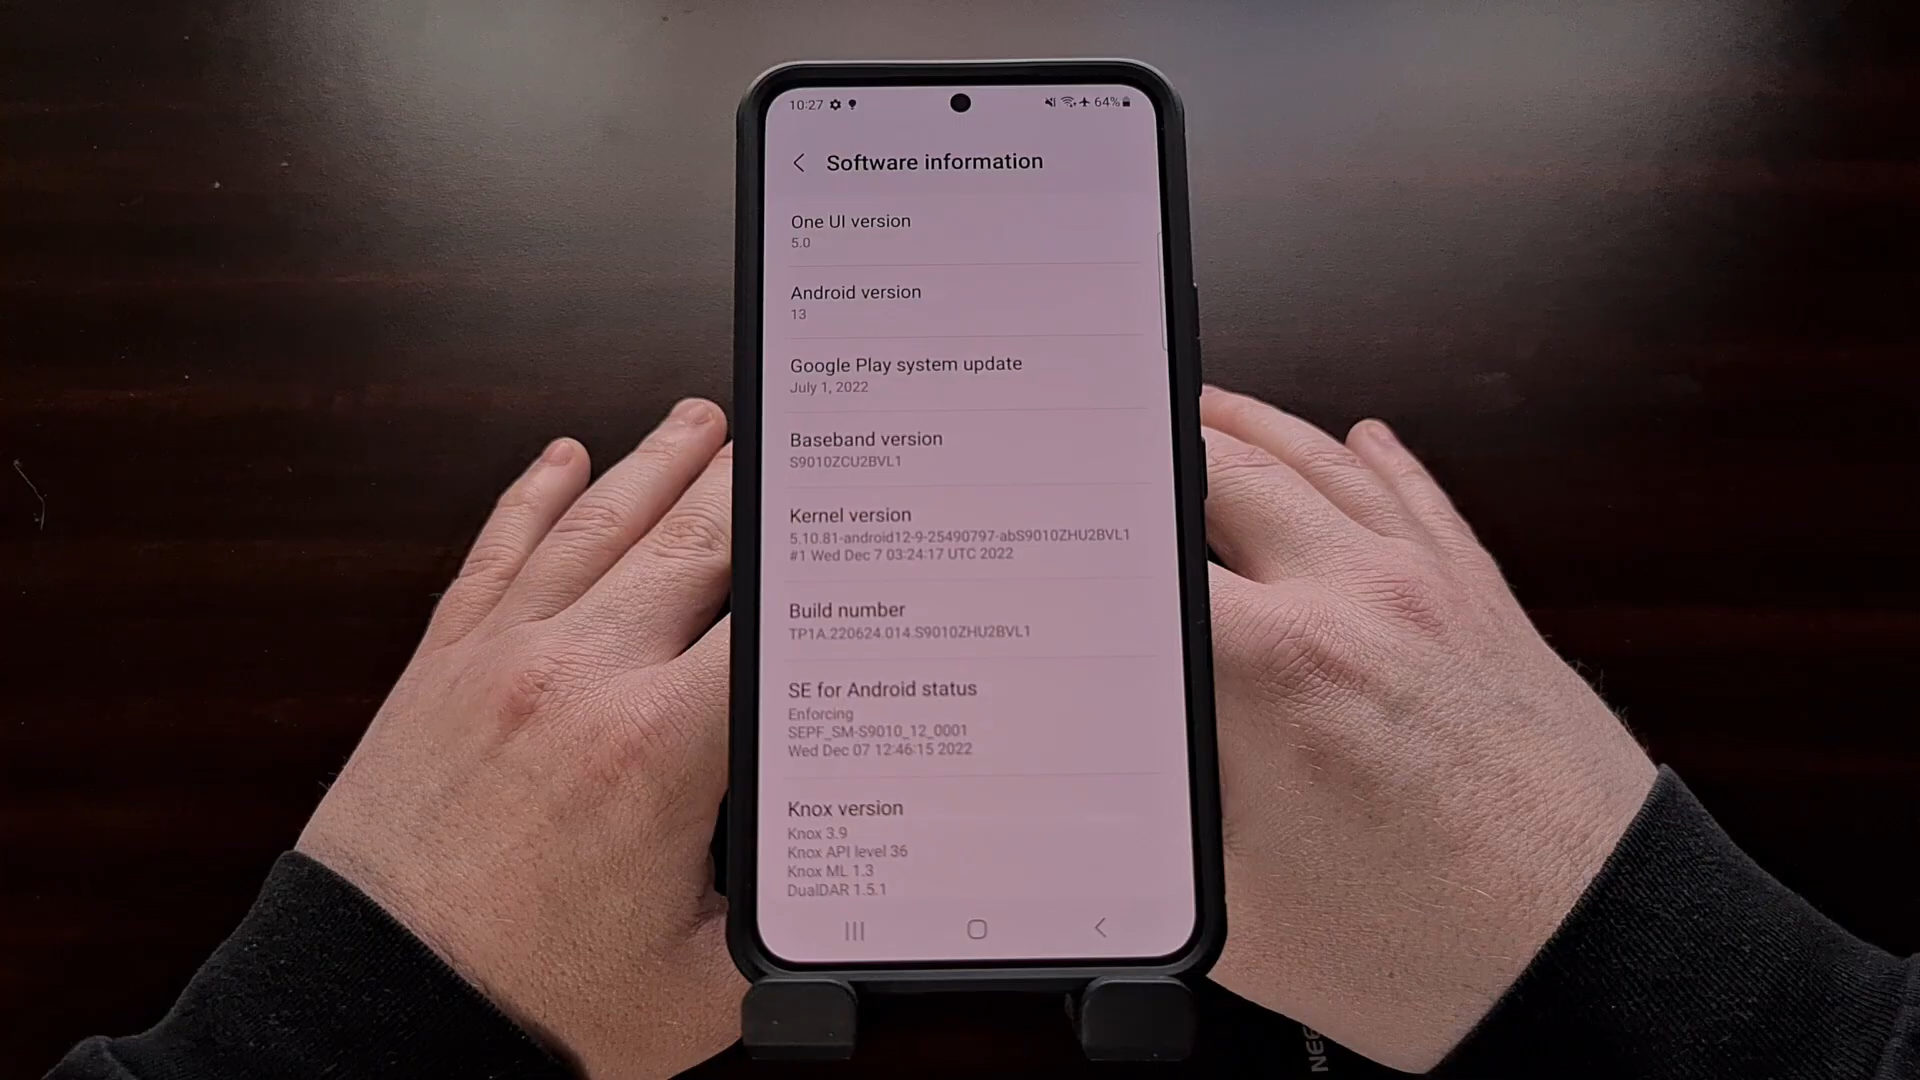 10:27
64%
Software information
One UI version
5.0
Android version
13
Google Play system update
July 1, 2022
Baseband version
S9010ZCU2BVL1
Kernel version
5.10.81-android12-9-25490797-abS9010ZHU2BVL1
#1 Wed Dec 7 03:24:17 UTC 2022
Build number
TP1A.220624.014.S9010ZHU2BVL1
SE for Android status
Enforcing
SEPF_SM-S9010_12_0001
Wed Dec 07 12:46:15 2022
Knox version
Knox 3.9
Knox API level 36
Knox ML 1.3
DualDAR 1.5.1